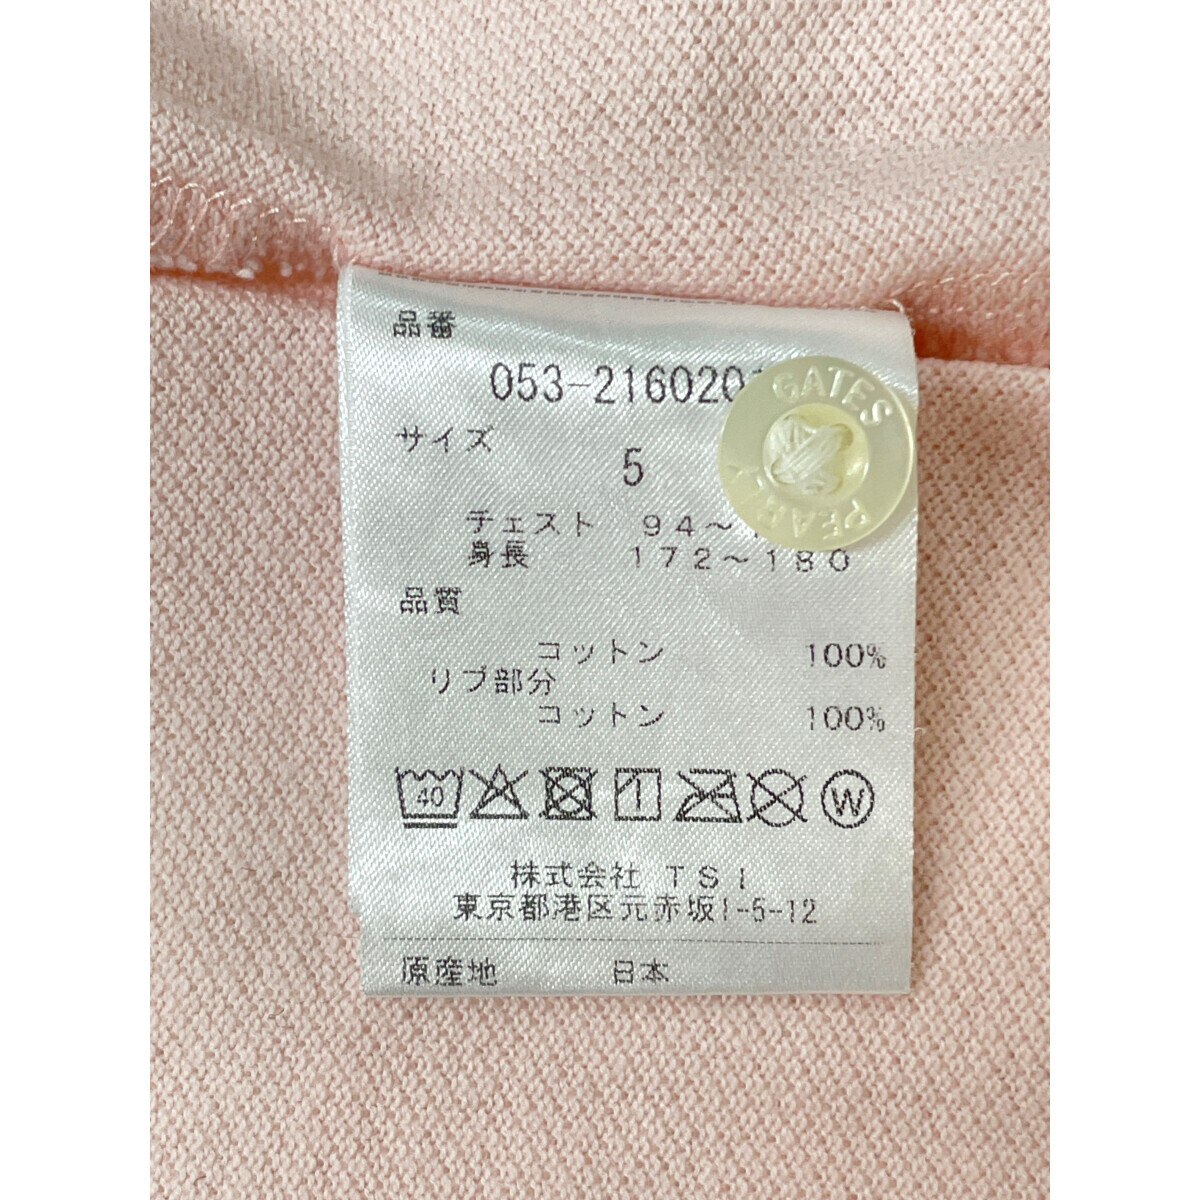 品番
053-216020
サイズ
5
チェスト 94～
身長 172～180
品質
コットン 100%
リブ部分
コットン 100%
40
1
W
株式会社 TSI
東京都港区元赤坂1-5-12
原産地 日本
GATES
PEARLY